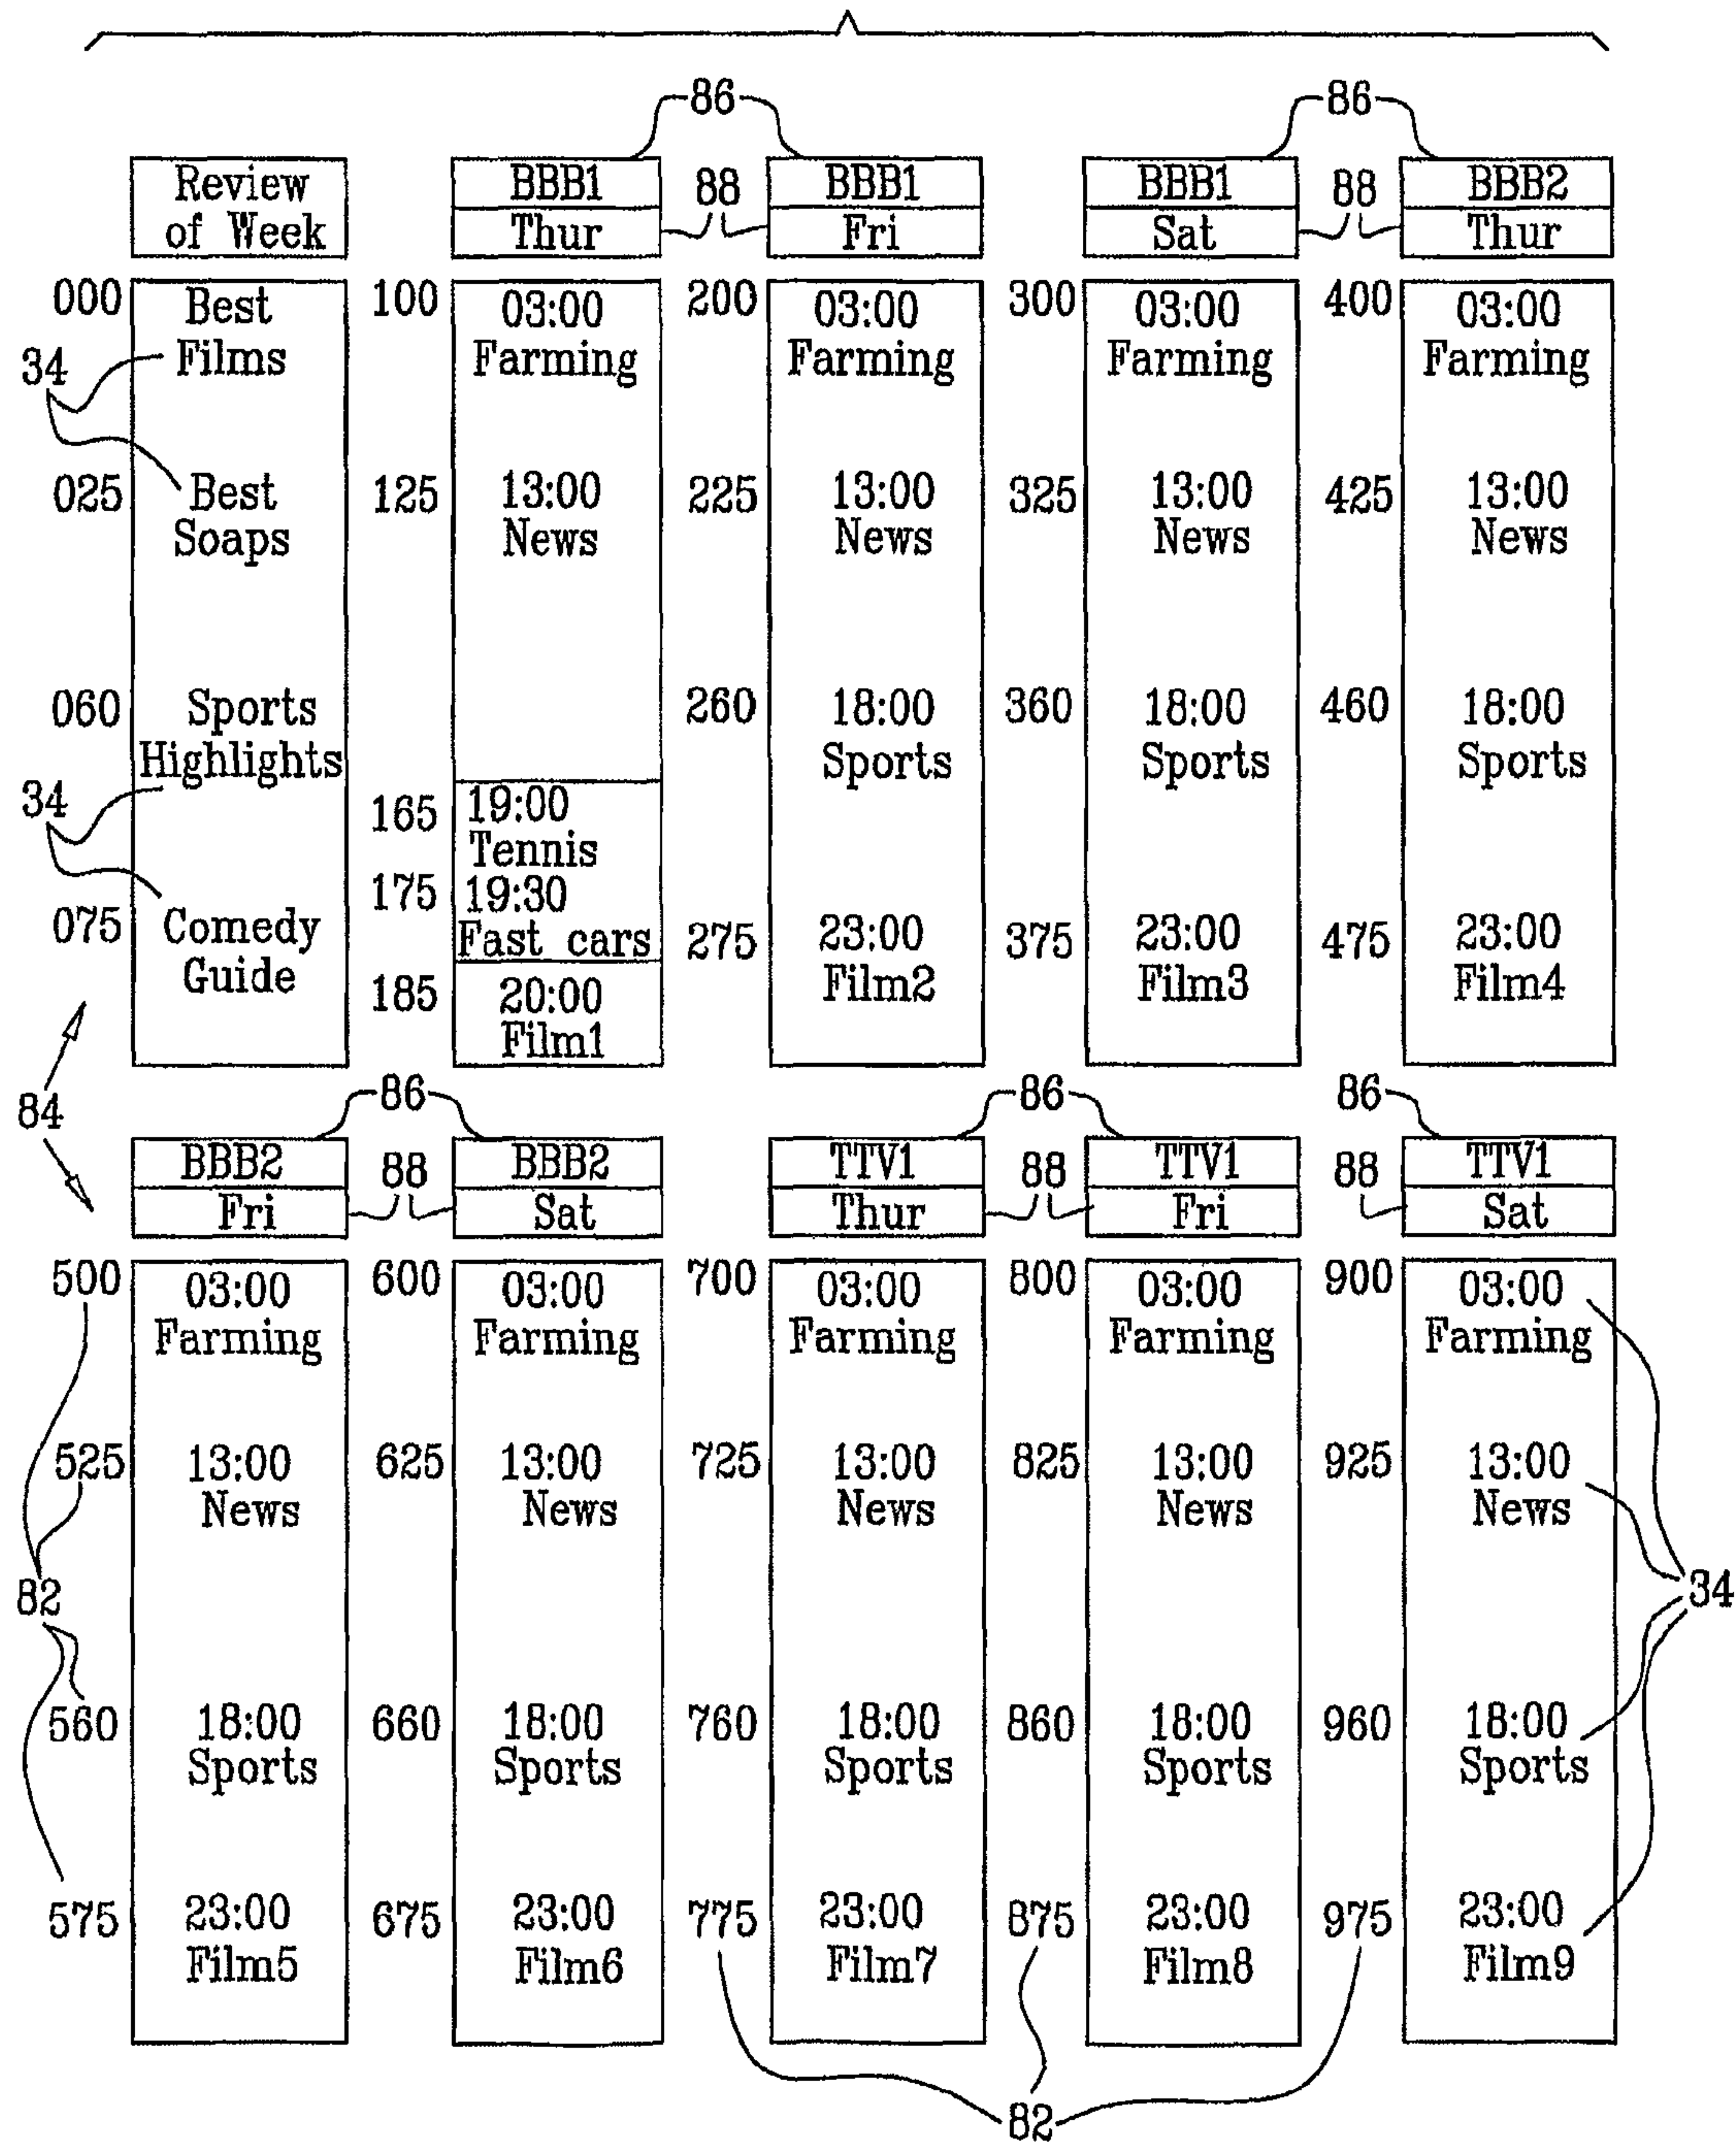 86 86
Review of Week BBB1 88 BBB1 BBB1 88 BBB2
Thur Fri Sat Thur
000 Best Films 100 03:00 Farming 200 03:00 Farming 300 03:00 Farming 400 03:00 Farming
34
025 Best Soaps 125 13:00 News 225 13:00 News 325 13:00 News 425 13:00 News
060 Sports Highlights 260 18:00 Sports 360 18:00 Sports 460 18:00 Sports
34 165 19:00 Tennis
175 19:30 Fast cars
075 Comedy Guide 275 23:00 Film2 375 23:00 Film3 475 23:00 Film4
185 20:00 Film1
84
86 86 86
BBB2 88 BBB2 TTV1 88 TTV1 88 TTV1
Fri Sat Thur Fri Sat
500 03:00 Farming 600 03:00 Farming 700 03:00 Farming 800 03:00 Farming 900 03:00 Farming
525 13:00 News 625 13:00 News 725 13:00 News 825 13:00 News 925 13:00 News
82 34
560 18:00 Sports 660 18:00 Sports 760 18:00 Sports 860 18:00 Sports 960 18:00 Sports
575 23:00 Film5 675 23:00 Film6 775 23:00 Film7 875 23:00 Film8 975 23:00 Film9
82